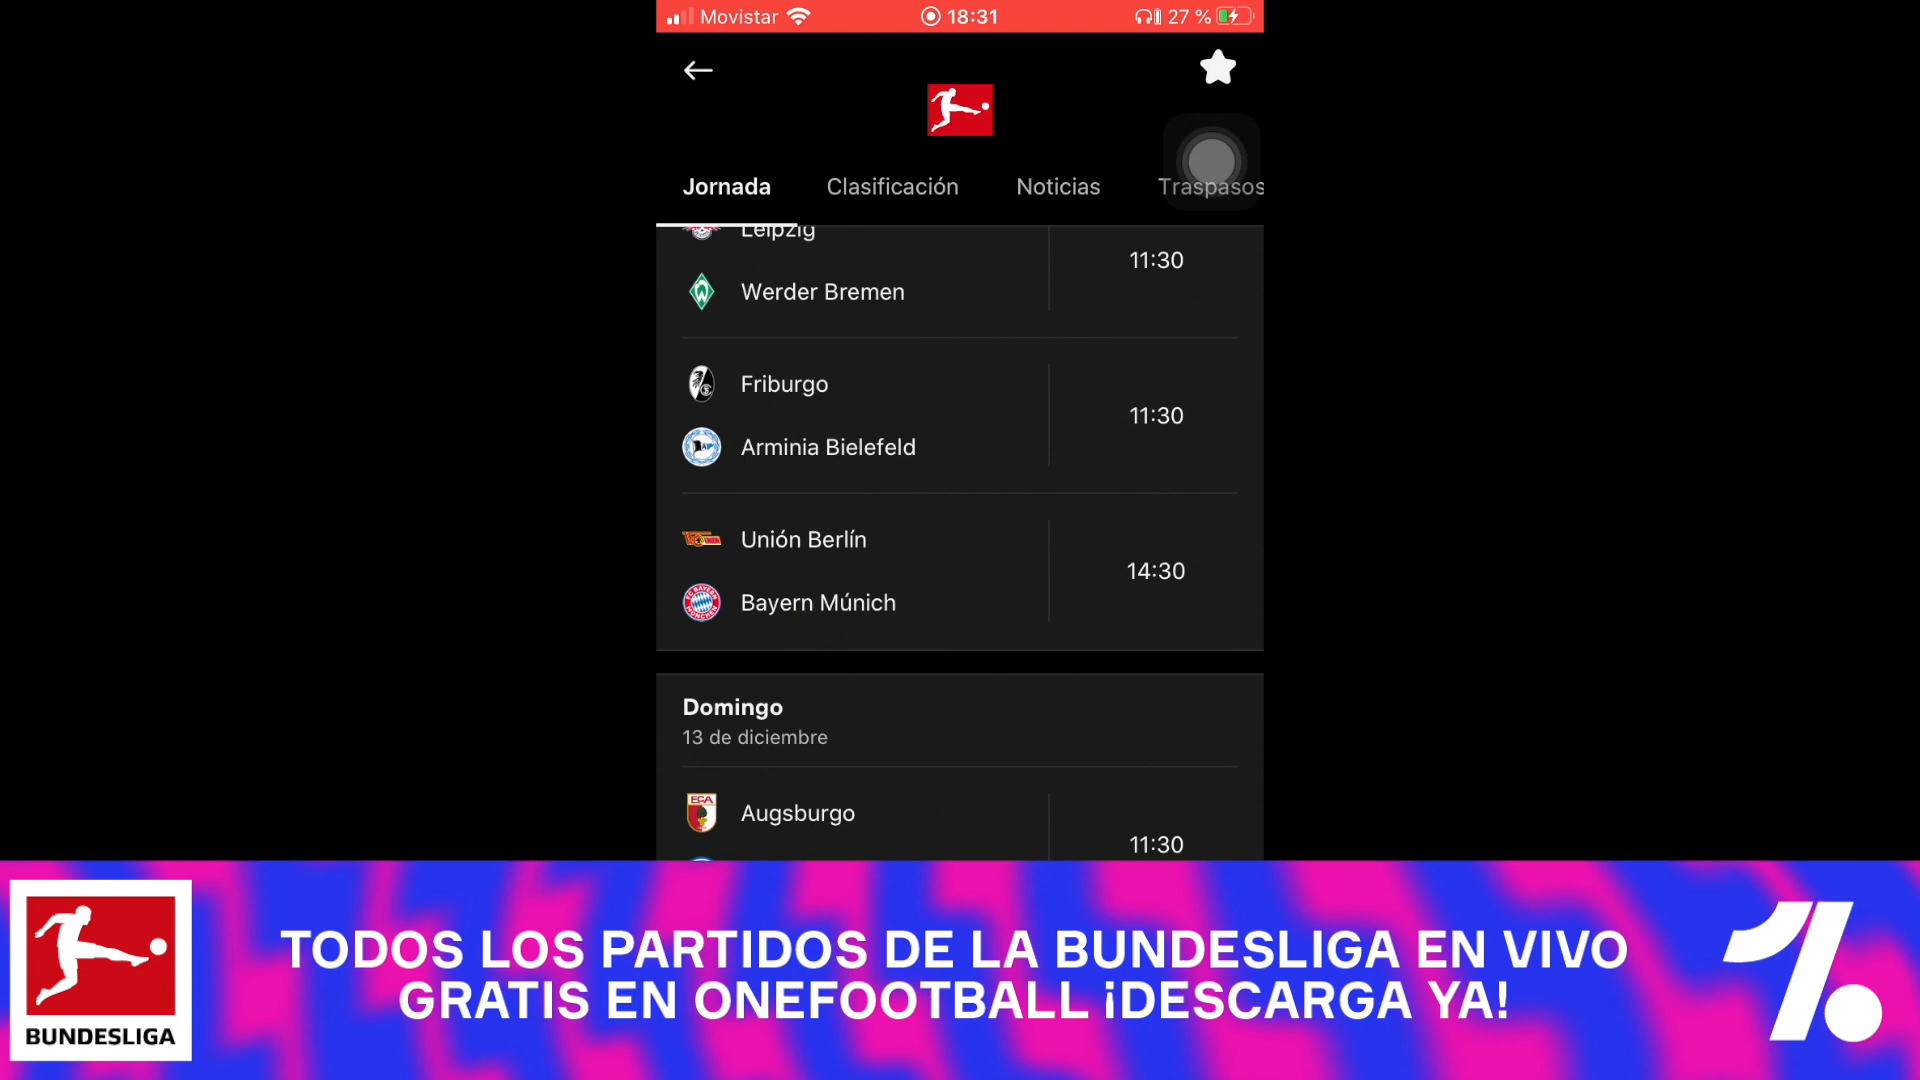 Movistar 18:31 27 %
Jornada Clasificación Noticias Traspasos
Leipzig
11:30
Werder Bremen
Friburgo
11:30
Arminia Bielefeld
Unión Berlín
14:30
Bayern Múnich
Domingo
13 de diciembre
FCA
Augsburgo
11:30
TODOS LOS PARTIDOS DE LA BUNDESLIGA EN VIVO
GRATIS EN ONEFOOTBALL ¡DESCARGA YA!
BUNDESLIGA